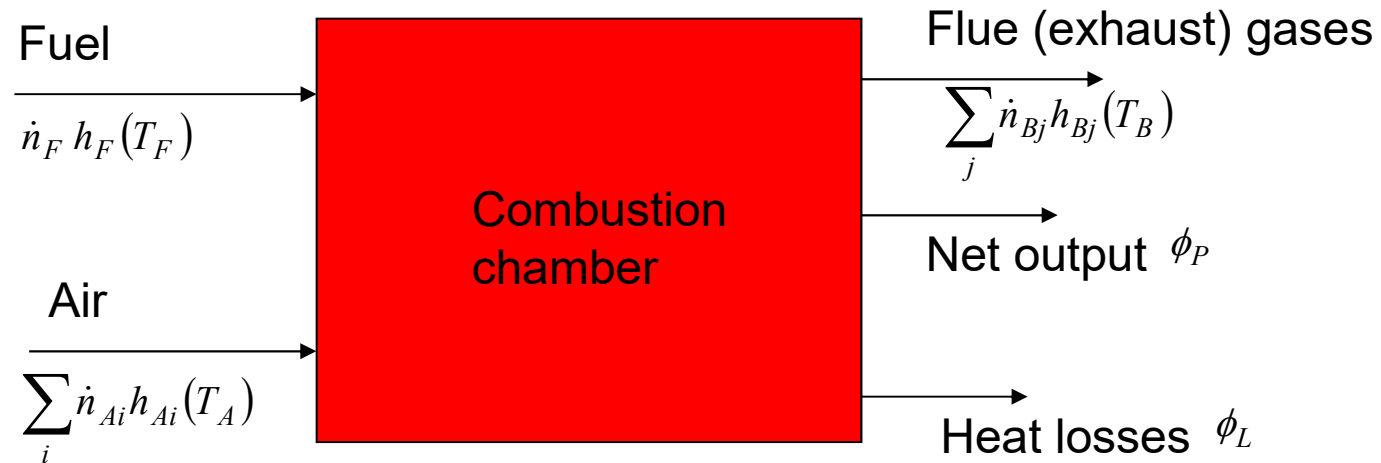 Fuel
ṅ_F h_F(T_F)
Air
∑_i ṅ_Ai h_Ai(T_A)
Combustion
chamber
Flue (exhaust) gases
∑_j ṅ_Bj h_Bj(T_B)
Net output ϕ_P
Heat losses ϕ_L